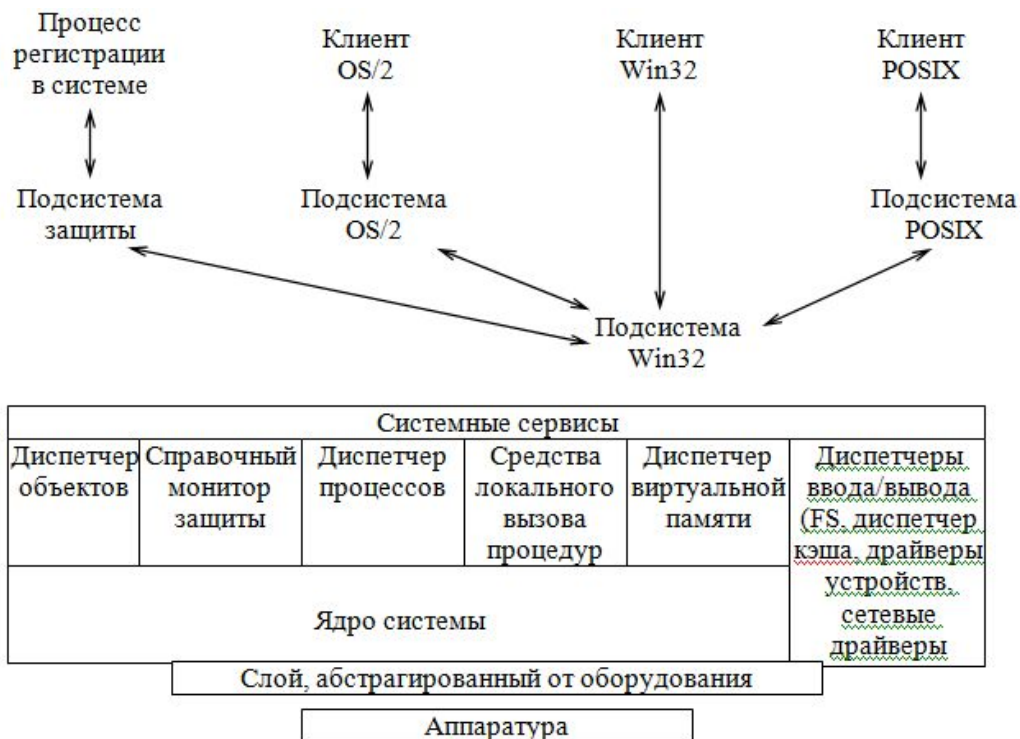 Процесс
регистрации
в системе
Клиент
OS/2
Клиент
Win32
Клиент
POSIX
Подсистема
защиты
Подсистема
OS/2
Подсистема
POSIX
Подсистема
Win32
Системные сервисы
Диспетчер
объектов
Справочный
монитор
защиты
Диспетчер
процессов
Средства
локального
вызова
процедур
Диспетчер
виртуальной
памяти
Диспетчеры
ввода/вывода
(FS, диспетчер
кэша, драйверы
устройств,
сетевые
драйверы
Ядро системы
Слой, абстрагированный от оборудования
Аппаратура